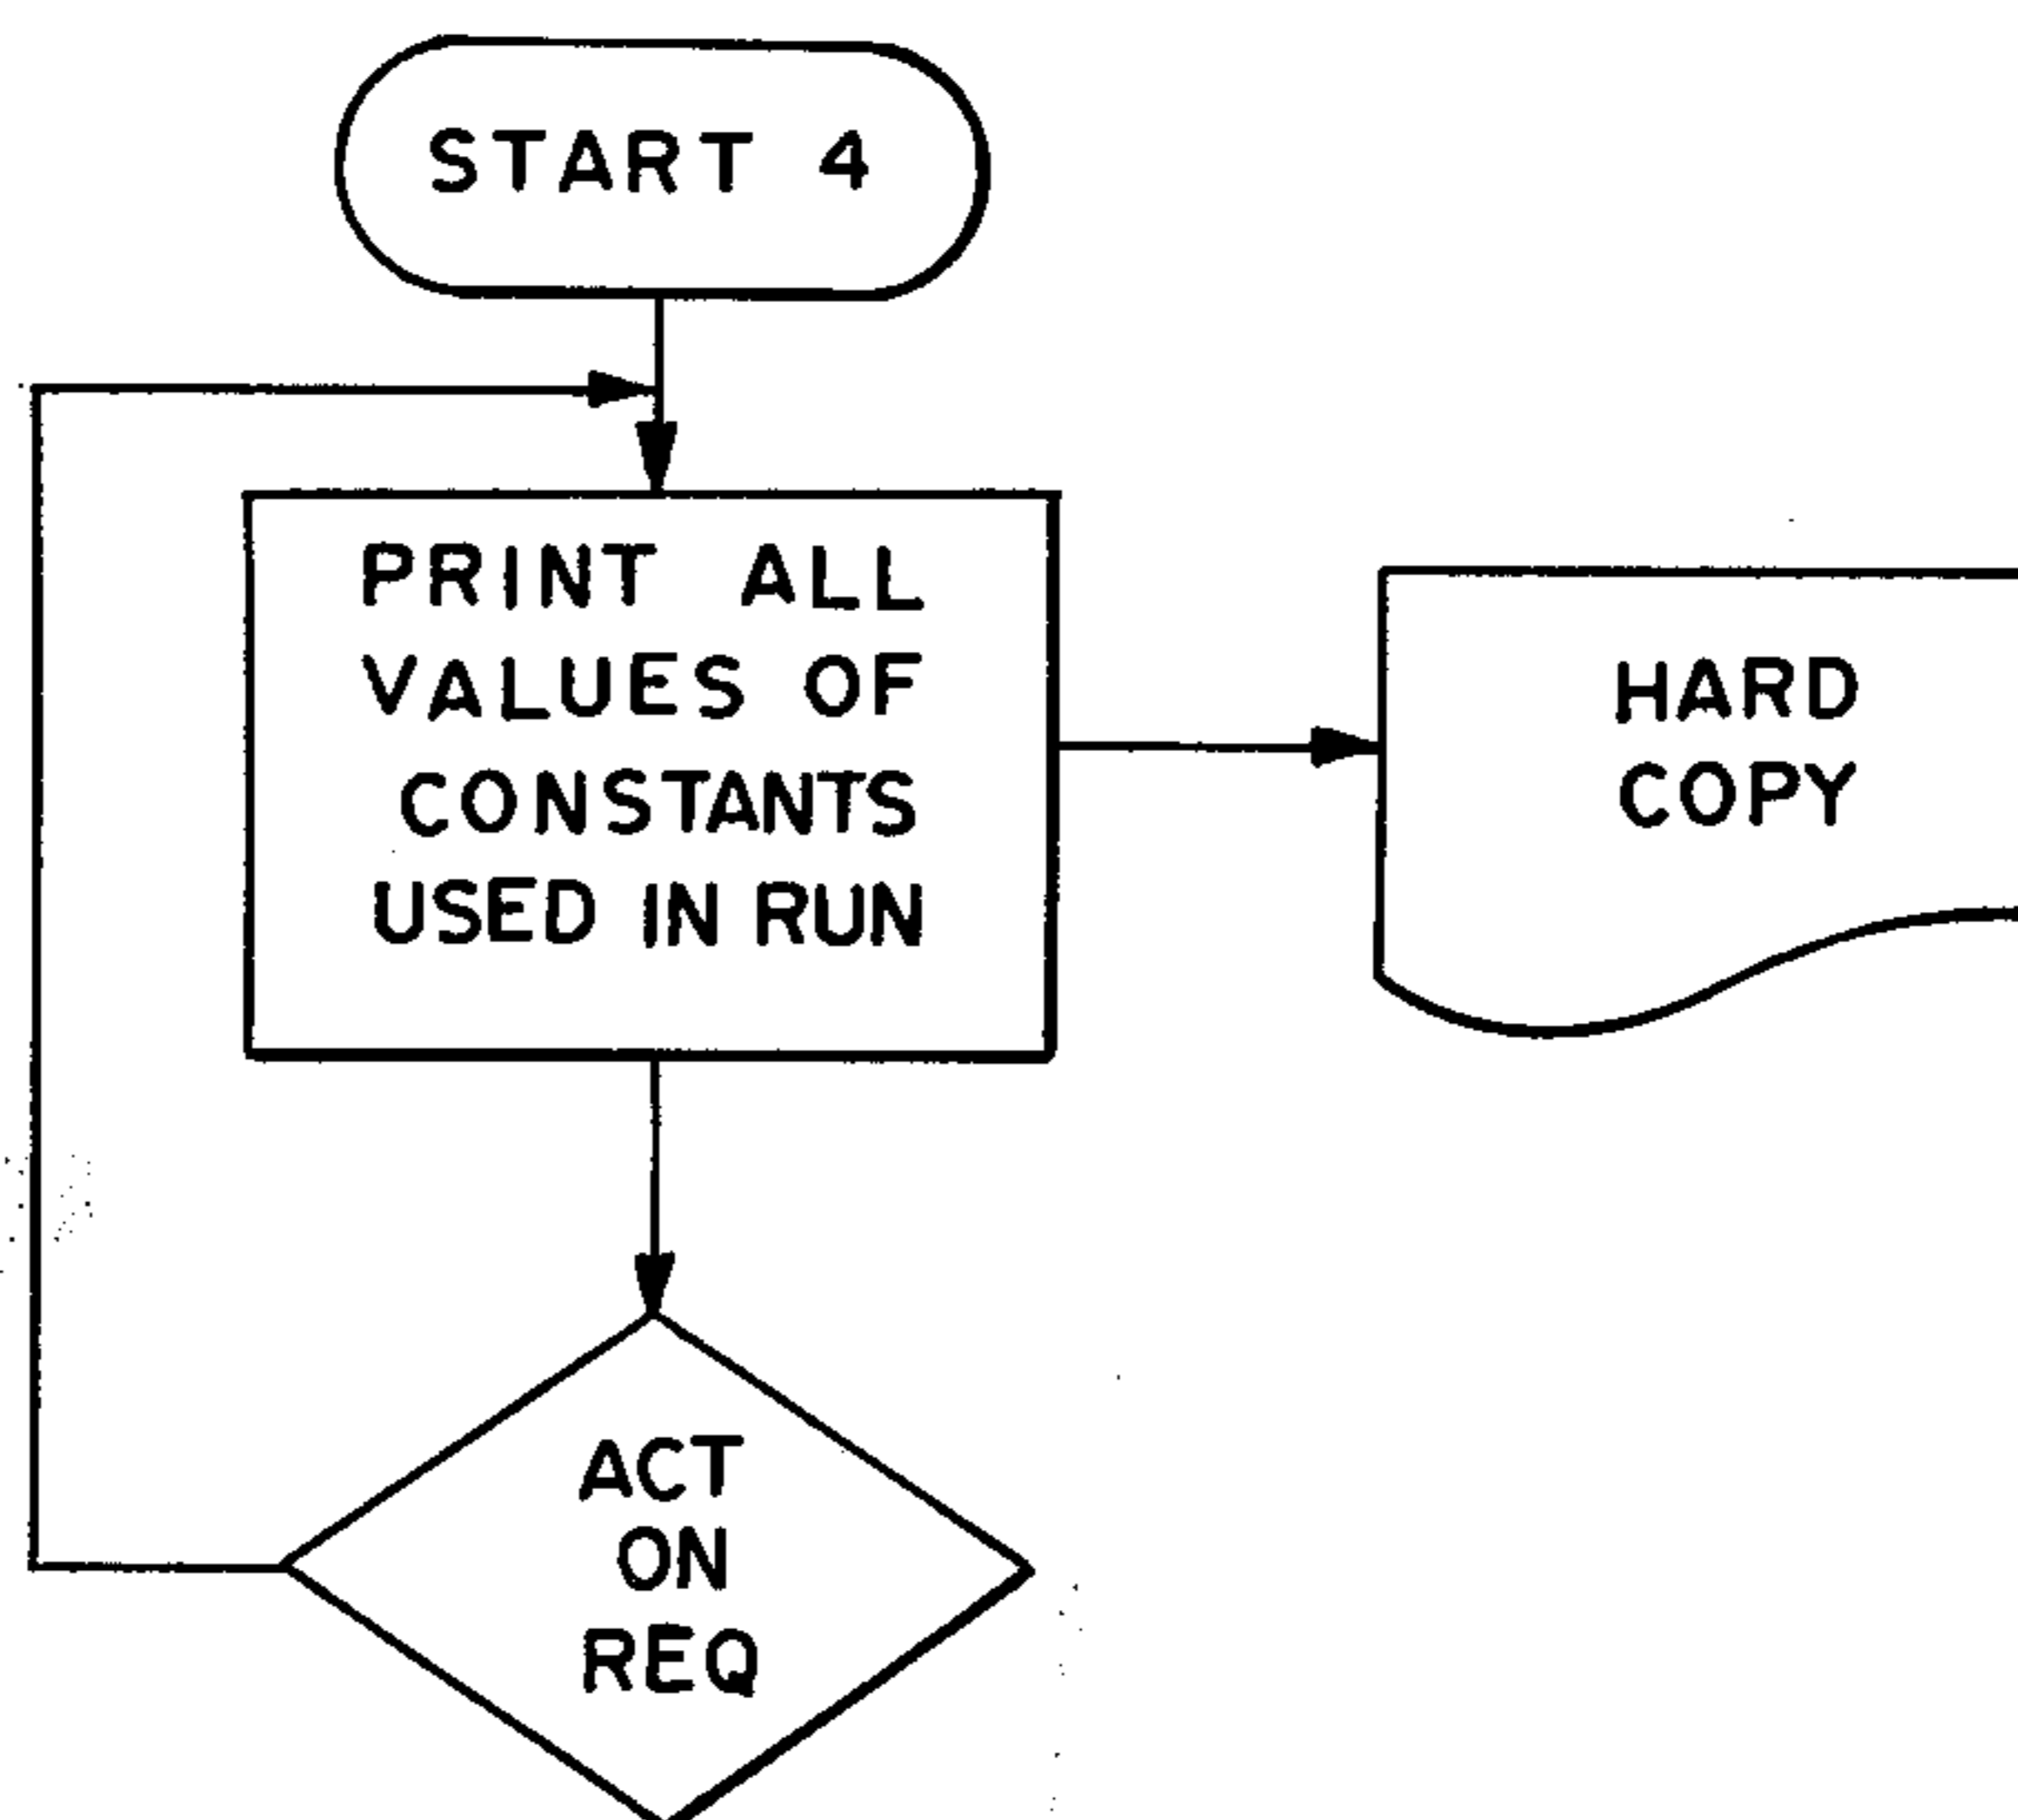 START 4
PRINT ALL
VALUES OF
CONSTANTS
USED IN RUN
HARD
COPY
ACT
ON
REQ